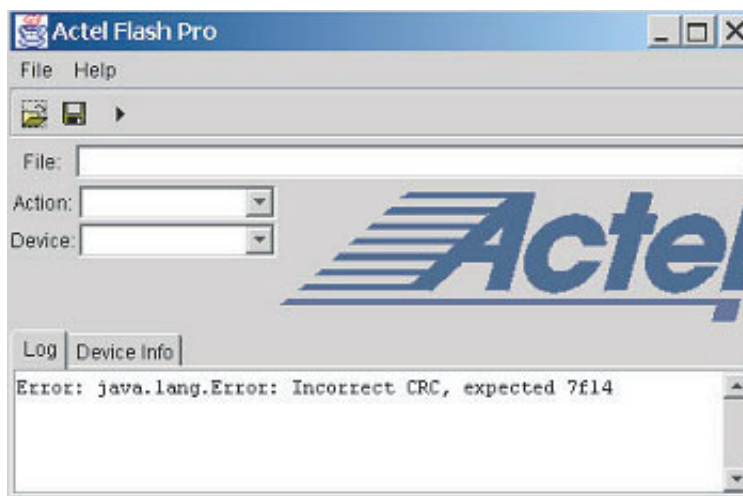 Actel Flash Pro
File Help
File:
Action:
Device:
Actel
Log Device Info
Error: java.lang.Error: Incorrect CRC, expected 7f14